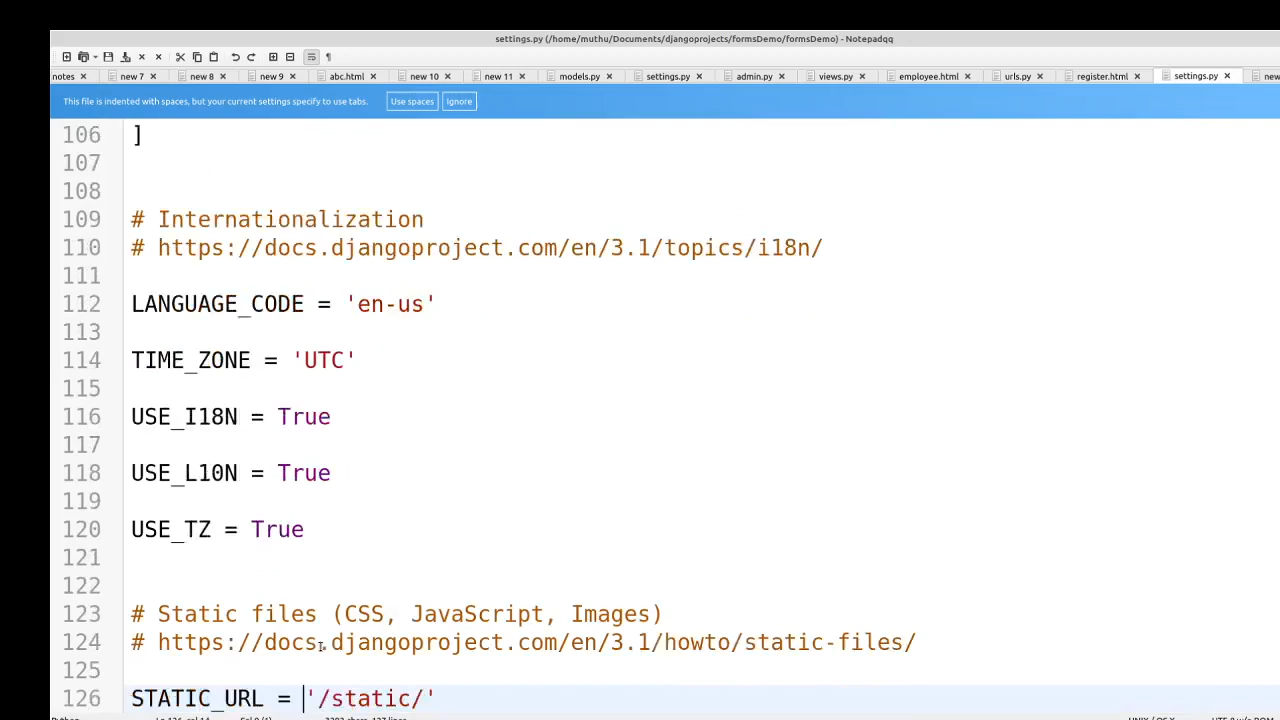 settings.py (/home/muthu/Documents/djangoprojects/formsDemo/formsDemo) - Notepadqq
notes new 7 new 8 new 9 abc.html new 10 new 11 models.py settings.py admin.py views.py employee.html urls.py register.html settings.py new
This file is indented with spaces, but your current settings specify to use tabs. Use spaces Ignore
106 ]
107
108
109 # Internationalization
110 # https://docs.djangoproject.com/en/3.1/topics/i18n/
111
112 LANGUAGE_CODE = 'en-us'
113
114 TIME_ZONE = 'UTC'
115
116 USE_I18N = True
117
118 USE_L10N = True
119
120 USE_TZ = True
121
122
123 # Static files (CSS, JavaScript, Images)
124 # https://docs.djangoproject.com/en/3.1/howto/static-files/
125
126 STATIC_URL = '/static/'